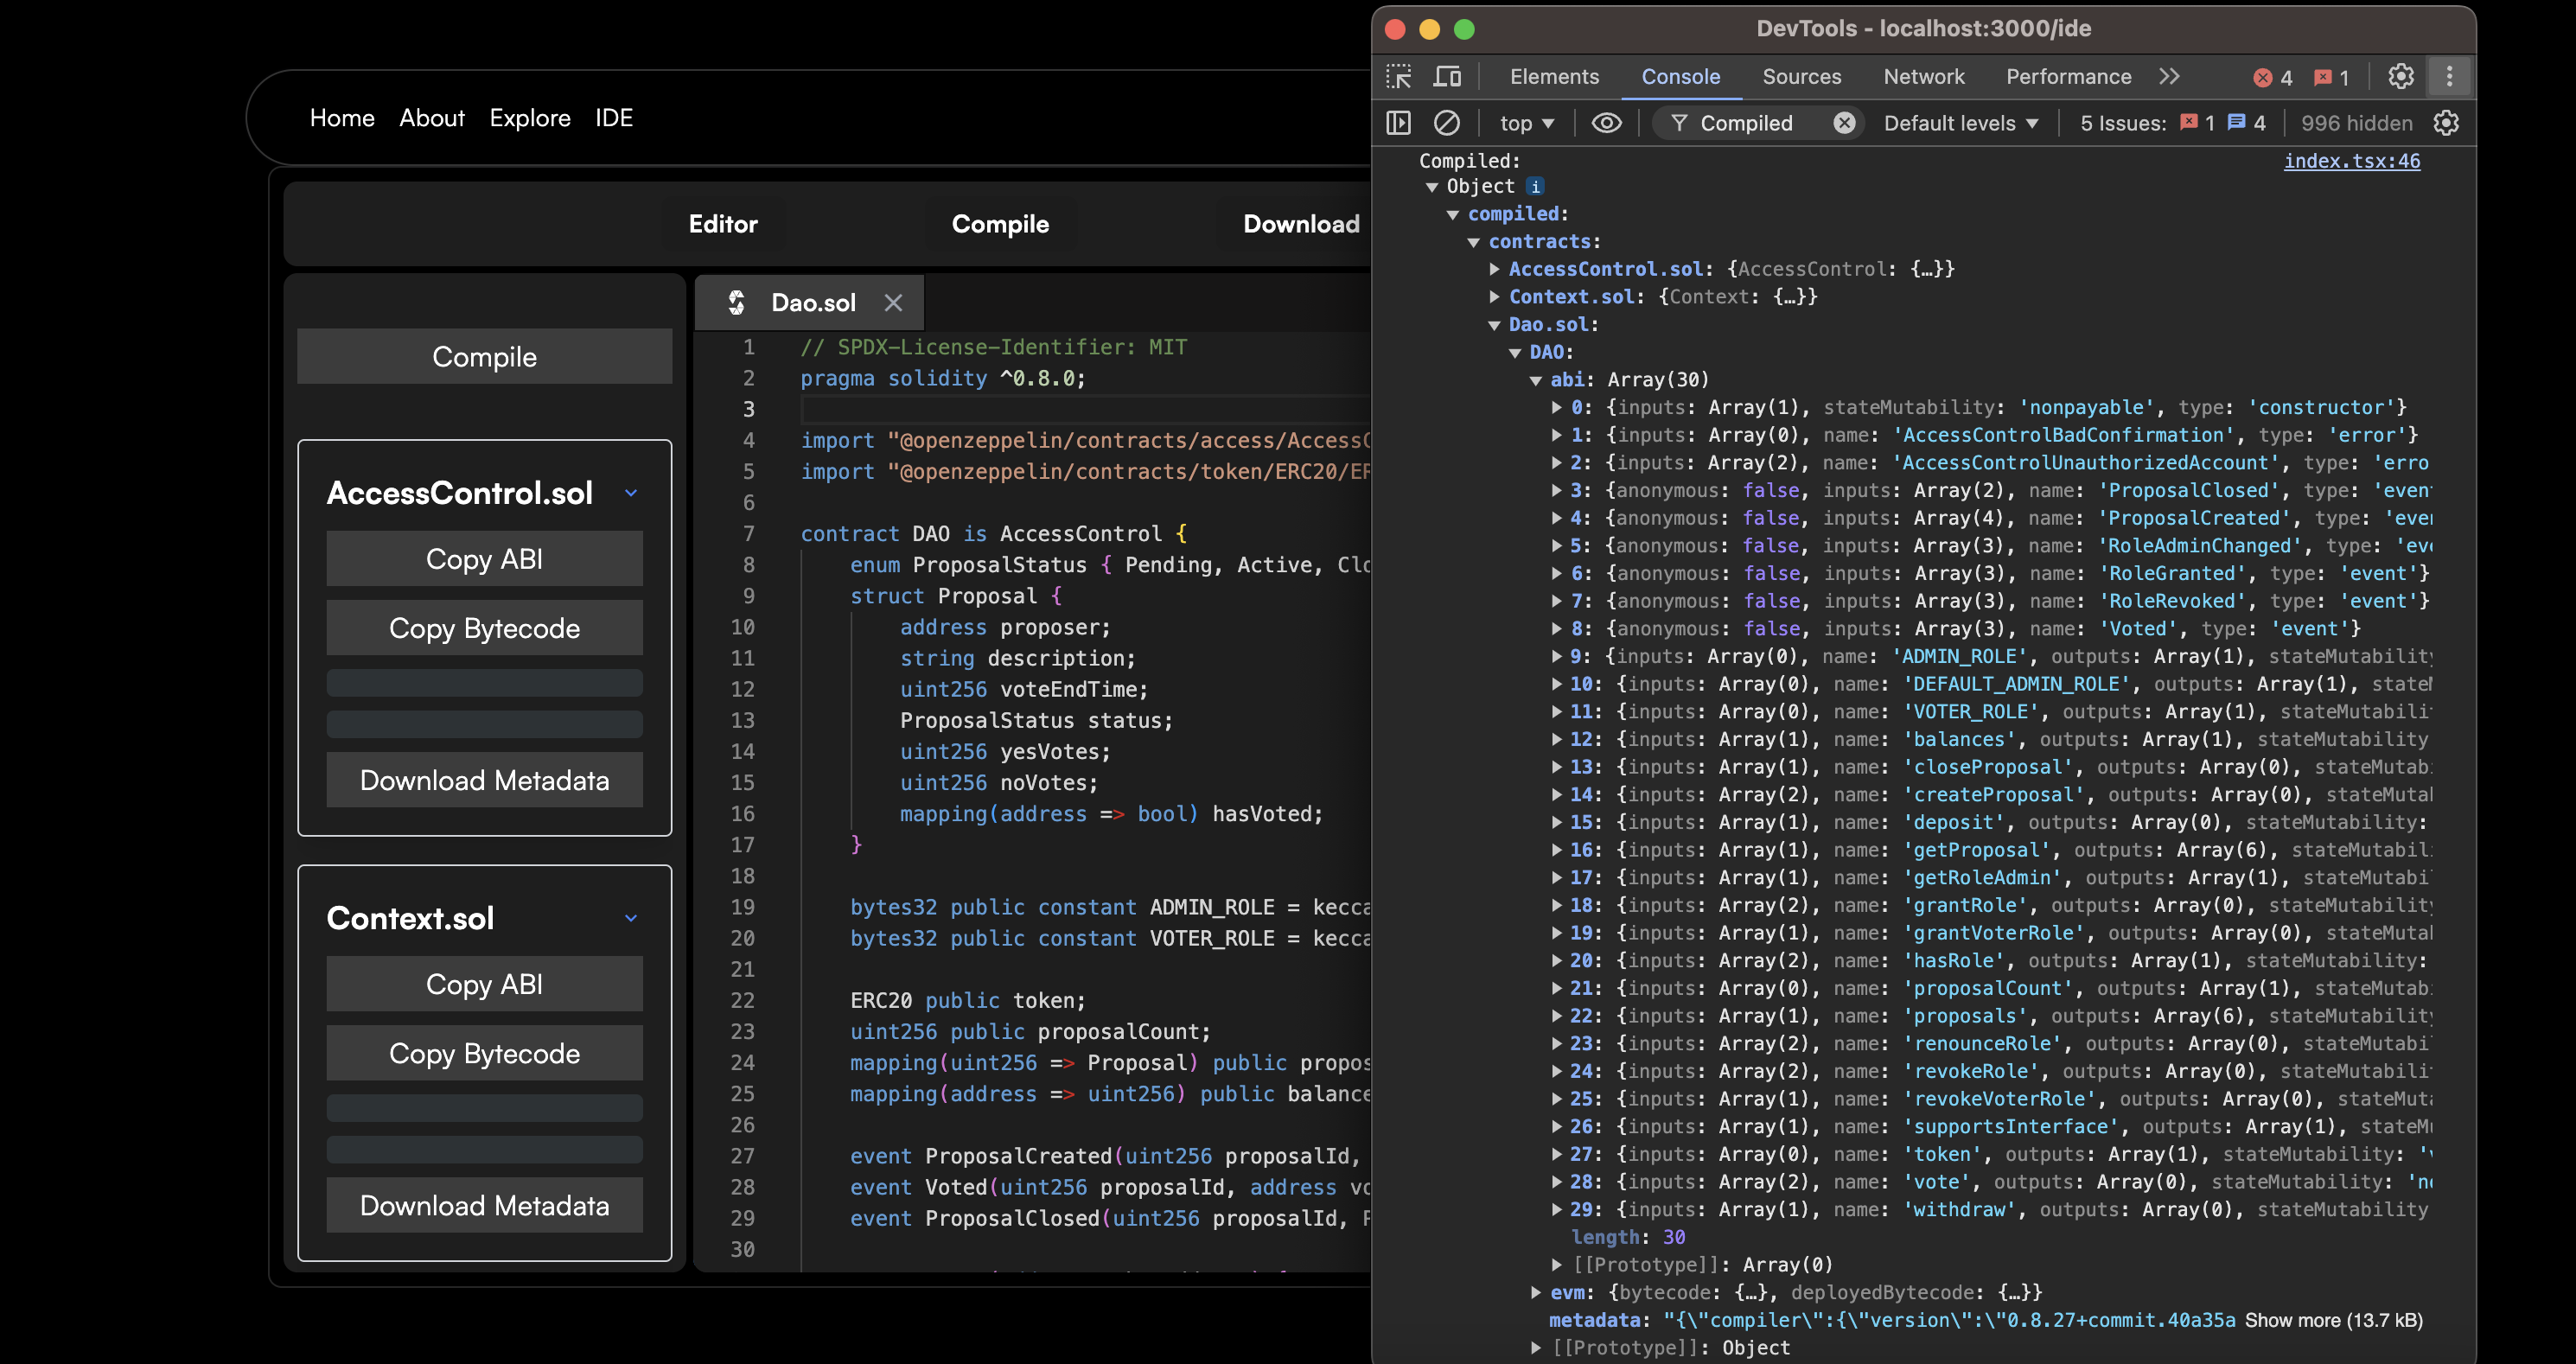 Home About Explore IDE
Editor Compile Download
Compile
AccessControl.sol
Copy ABI
Copy Bytecode
Download Metadata
Context.sol
Copy ABI
Copy Bytecode
Download Metadata
Dao.sol
1 // SPDX-License-Identifier: MIT
2 pragma solidity ^0.8.0;
3
4 import "@openzeppelin/contracts/access/AccessC
5 import "@openzeppelin/contracts/token/ERC20/ER
6
7 contract DAO is AccessControl {
8 enum ProposalStatus { Pending, Active, Clo
9 struct Proposal {
10 address proposer;
11 string description;
12 uint256 voteEndTime;
13 ProposalStatus status;
14 uint256 yesVotes;
15 uint256 noVotes;
16 mapping(address => bool) hasVoted;
17 }
18
19 bytes32 public constant ADMIN_ROLE = kecca
20 bytes32 public constant VOTER_ROLE = kecca
21
22 ERC20 public token;
23 uint256 public proposalCount;
24 mapping(uint256 => Proposal) public propos
25 mapping(address => uint256) public balance
26
27 event ProposalCreated(uint256 proposalId,
28 event Voted(uint256 proposalId, address vo
29 event ProposalClosed(uint256 proposalId,
30
DevTools - localhost:3000/ide
Elements Console Sources Network Performance 4 1
top Compiled Default levels 5 Issues: 1 4 996 hidden
Compiled: index.tsx:46
Object i
compiled:
contracts:
AccessControl.sol: {AccessControl: {…}}
Context.sol: {Context: {…}}
Dao.sol:
DAO:
abi: Array(30)
0: {inputs: Array(1), stateMutability: 'nonpayable', type: 'constructor'}
1: {inputs: Array(0), name: 'AccessControlBadConfirmation', type: 'error'}
2: {inputs: Array(2), name: 'AccessControlUnauthorizedAccount', type: 'erro
3: {anonymous: false, inputs: Array(2), name: 'ProposalClosed', type: 'even
4: {anonymous: false, inputs: Array(4), name: 'ProposalCreated', type: 'eve
5: {anonymous: false, inputs: Array(3), name: 'RoleAdminChanged', type: 'eve
6: {anonymous: false, inputs: Array(3), name: 'RoleGranted', type: 'event'}
7: {anonymous: false, inputs: Array(3), name: 'RoleRevoked', type: 'event'}
8: {anonymous: false, inputs: Array(3), name: 'Voted', type: 'event'}
9: {inputs: Array(0), name: 'ADMIN_ROLE', outputs: Array(1), stateMutability
10: {inputs: Array(0), name: 'DEFAULT_ADMIN_ROLE', outputs: Array(1), state
11: {inputs: Array(0), name: 'VOTER_ROLE', outputs: Array(1), stateMutabili
12: {inputs: Array(1), name: 'balances', outputs: Array(1), stateMutability
13: {inputs: Array(1), name: 'closeProposal', outputs: Array(0), stateMutab
14: {inputs: Array(2), name: 'createProposal', outputs: Array(0), stateMuta
15: {inputs: Array(1), name: 'deposit', outputs: Array(0), stateMutability:
16: {inputs: Array(1), name: 'getProposal', outputs: Array(6), stateMutabil
17: {inputs: Array(1), name: 'getRoleAdmin', outputs: Array(1), stateMutabi
18: {inputs: Array(2), name: 'grantRole', outputs: Array(0), stateMutability
19: {inputs: Array(1), name: 'grantVoterRole', outputs: Array(0), stateMuta
20: {inputs: Array(2), name: 'hasRole', outputs: Array(1), stateMutability:
21: {inputs: Array(0), name: 'proposalCount', outputs: Array(1), stateMutab
22: {inputs: Array(1), name: 'proposals', outputs: Array(6), stateMutability
23: {inputs: Array(2), name: 'renounceRole', outputs: Array(0), stateMutabi
24: {inputs: Array(2), name: 'revokeRole', outputs: Array(0), stateMutabili
25: {inputs: Array(1), name: 'revokeVoterRole', outputs: Array(0), stateMut
26: {inputs: Array(1), name: 'supportsInterface', outputs: Array(1), stateM
27: {inputs: Array(0), name: 'token', outputs: Array(1), stateMutability: '
28: {inputs: Array(2), name: 'vote', outputs: Array(0), stateMutability: 'n
29: {inputs: Array(1), name: 'withdraw', outputs: Array(0), stateMutability
length: 30
[[Prototype]]: Array(0)
evm: {bytecode: {…}, deployedBytecode: {…}}
metadata: "{\"compiler\":{\"version\":\"0.8.27+commit.40a35a Show more (13.7 kB)
[[Prototype]]: Object